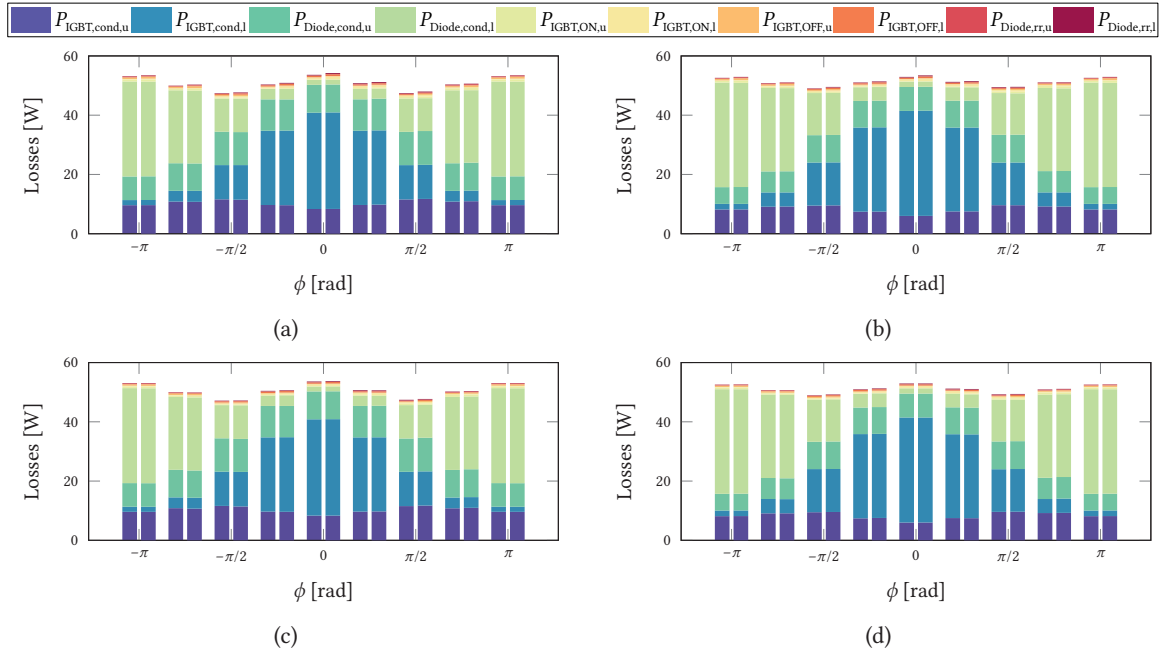 P_IGBT,cond,u P_IGBT,cond,l P_Diode,cond,u P_Diode,cond,l P_IGBT,ON,u P_IGBT,ON,l P_IGBT,OFF,u P_IGBT,OFF,l P_Diode,rr,u P_Diode,rr,l
60
40
20
0
Losses [W]
−π −π/2 0 π/2 π
ϕ [rad]
(a)
60
40
20
0
Losses [W]
−π −π/2 0 π/2 π
ϕ [rad]
(b)
60
40
20
0
Losses [W]
−π −π/2 0 π/2 π
ϕ [rad]
(c)
60
40
20
0
Losses [W]
−π −π/2 0 π/2 π
ϕ [rad]
(d)